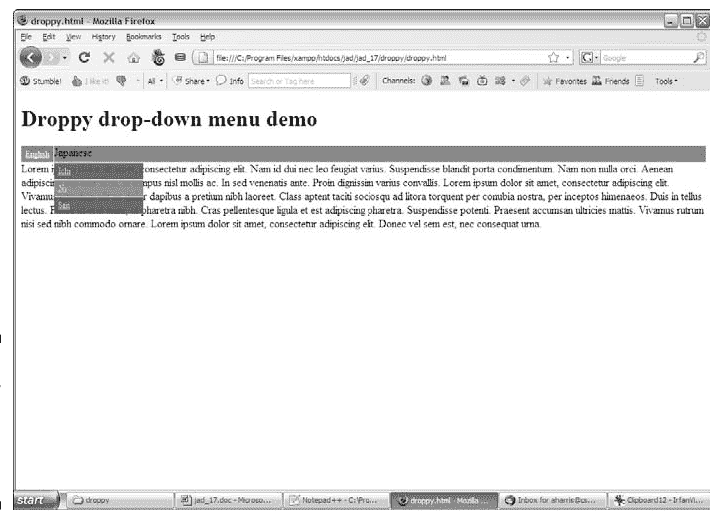 droppy.html - Mozilla Firefox
File Edit View History Bookmarks Tools Help
file:///C:/Program Files/xampp/htdocs/jad/jad_17/droppy/droppy.html
Google
Stumble! I like it! All Share Info Search or Tag here Channels: Favorites Friends Tools
Droppy drop-down menu demo
English Japanese
Lorem consectetur adipiscing elit. Nam id dui nec leo feugiat varius. Suspendisse blandit porta condimentum. Nam non nulla orci. Aenean
Ichi
adipiscin mpus nisl mollis ac. In sed venenatis ante. Proin dignissim varius convallis. Lorem ipsum dolor sit amet, consectetur adipiscing elit.
Ni
Vivamus r dapibus a pretium nibh laoreet. Class aptent taciti sociosqu ad litora torquent per conubia nostra, per inceptos himenaeos. Duis in tellus
San
lectus. pharetra nibh. Cras pellentesque ligula et est adipiscing pharetra. Suspendisse potenti. Praesent accumsan ultricies mattis. Vivamus rutrum
nisi sed nibh commodo ornare. Lorem ipsum dolor sit amet, consectetur adipiscing elit. Donec vel sem est, nec consequat urna.
start droppy jad_17.doc - Microso... Notepad++ - C:\Pro... droppy.html - Mozilla ... Inbox for aharris@cs... Clipboard12 - IrfanVi...